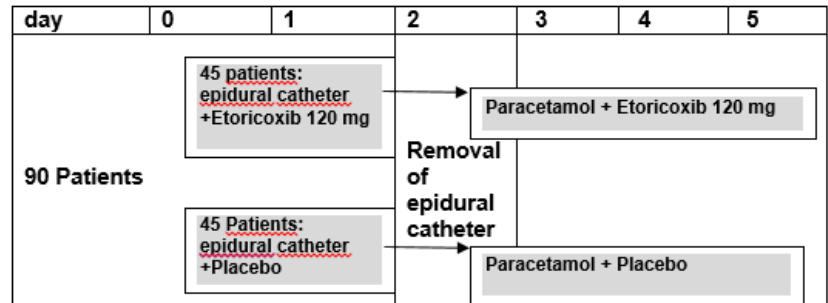 day 0 1 2 3 4 5
45 patients:
epidural catheter
+Etoricoxib 120 mg
Paracetamol + Etoricoxib 120 mg
90 Patients
Removal
of
epidural
catheter
45 Patients:
epidural catheter
+Placebo
Paracetamol + Placebo